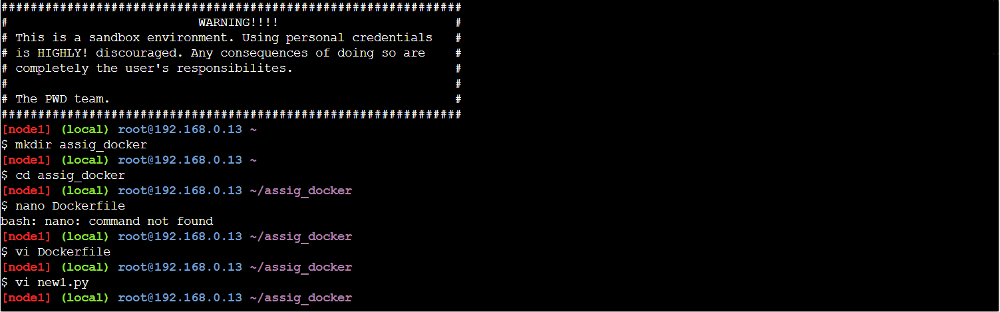 ###############################################################
# WARNING!!!! #
# This is a sandbox environment. Using personal credentials #
# is HIGHLY! discouraged. Any consequences of doing so are #
# completely the user's responsibilites. #
# #
# The PWD team. #
###############################################################
[node1] (local) root@192.168.0.13 ~
$ mkdir assig_docker
[node1] (local) root@192.168.0.13 ~
$ cd assig_docker
[node1] (local) root@192.168.0.13 ~/assig_docker
$ nano Dockerfile
bash: nano: command not found
[node1] (local) root@192.168.0.13 ~/assig_docker
$ vi Dockerfile
[node1] (local) root@192.168.0.13 ~/assig_docker
$ vi new1.py
[node1] (local) root@192.168.0.13 ~/assig_docker